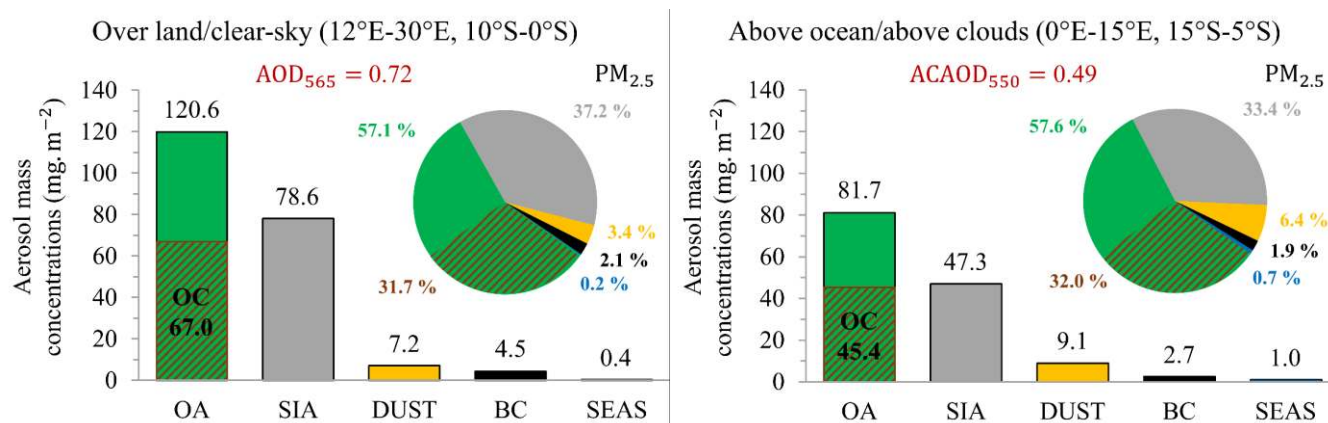 Over land/clear-sky (12°E-30°E, 10°S-0°S)
AOD₅₆₅ = 0.72
PM₂.₅
Aerosol mass
concentrations (mg. m⁻²)
140
120
100
80
60
40
20
0
120.6
78.6
7.2
4.5
0.4
OC
67.0
OA
SIA
DUST
BC
SEAS
57.1 %
37.2 %
3.4 %
2.1 %
0.2 %
31.7 %
Above ocean/above clouds (0°E-15°E, 15°S-5°S)
ACAOD₅₅₀ = 0.49
PM₂.₅
Aerosol mass
concentrations (mg. m⁻²)
140
120
100
80
60
40
20
0
81.7
47.3
9.1
2.7
1.0
OC
45.4
OA
SIA
DUST
BC
SEAS
57.6 %
33.4 %
6.4 %
1.9 %
0.7 %
32.0 %